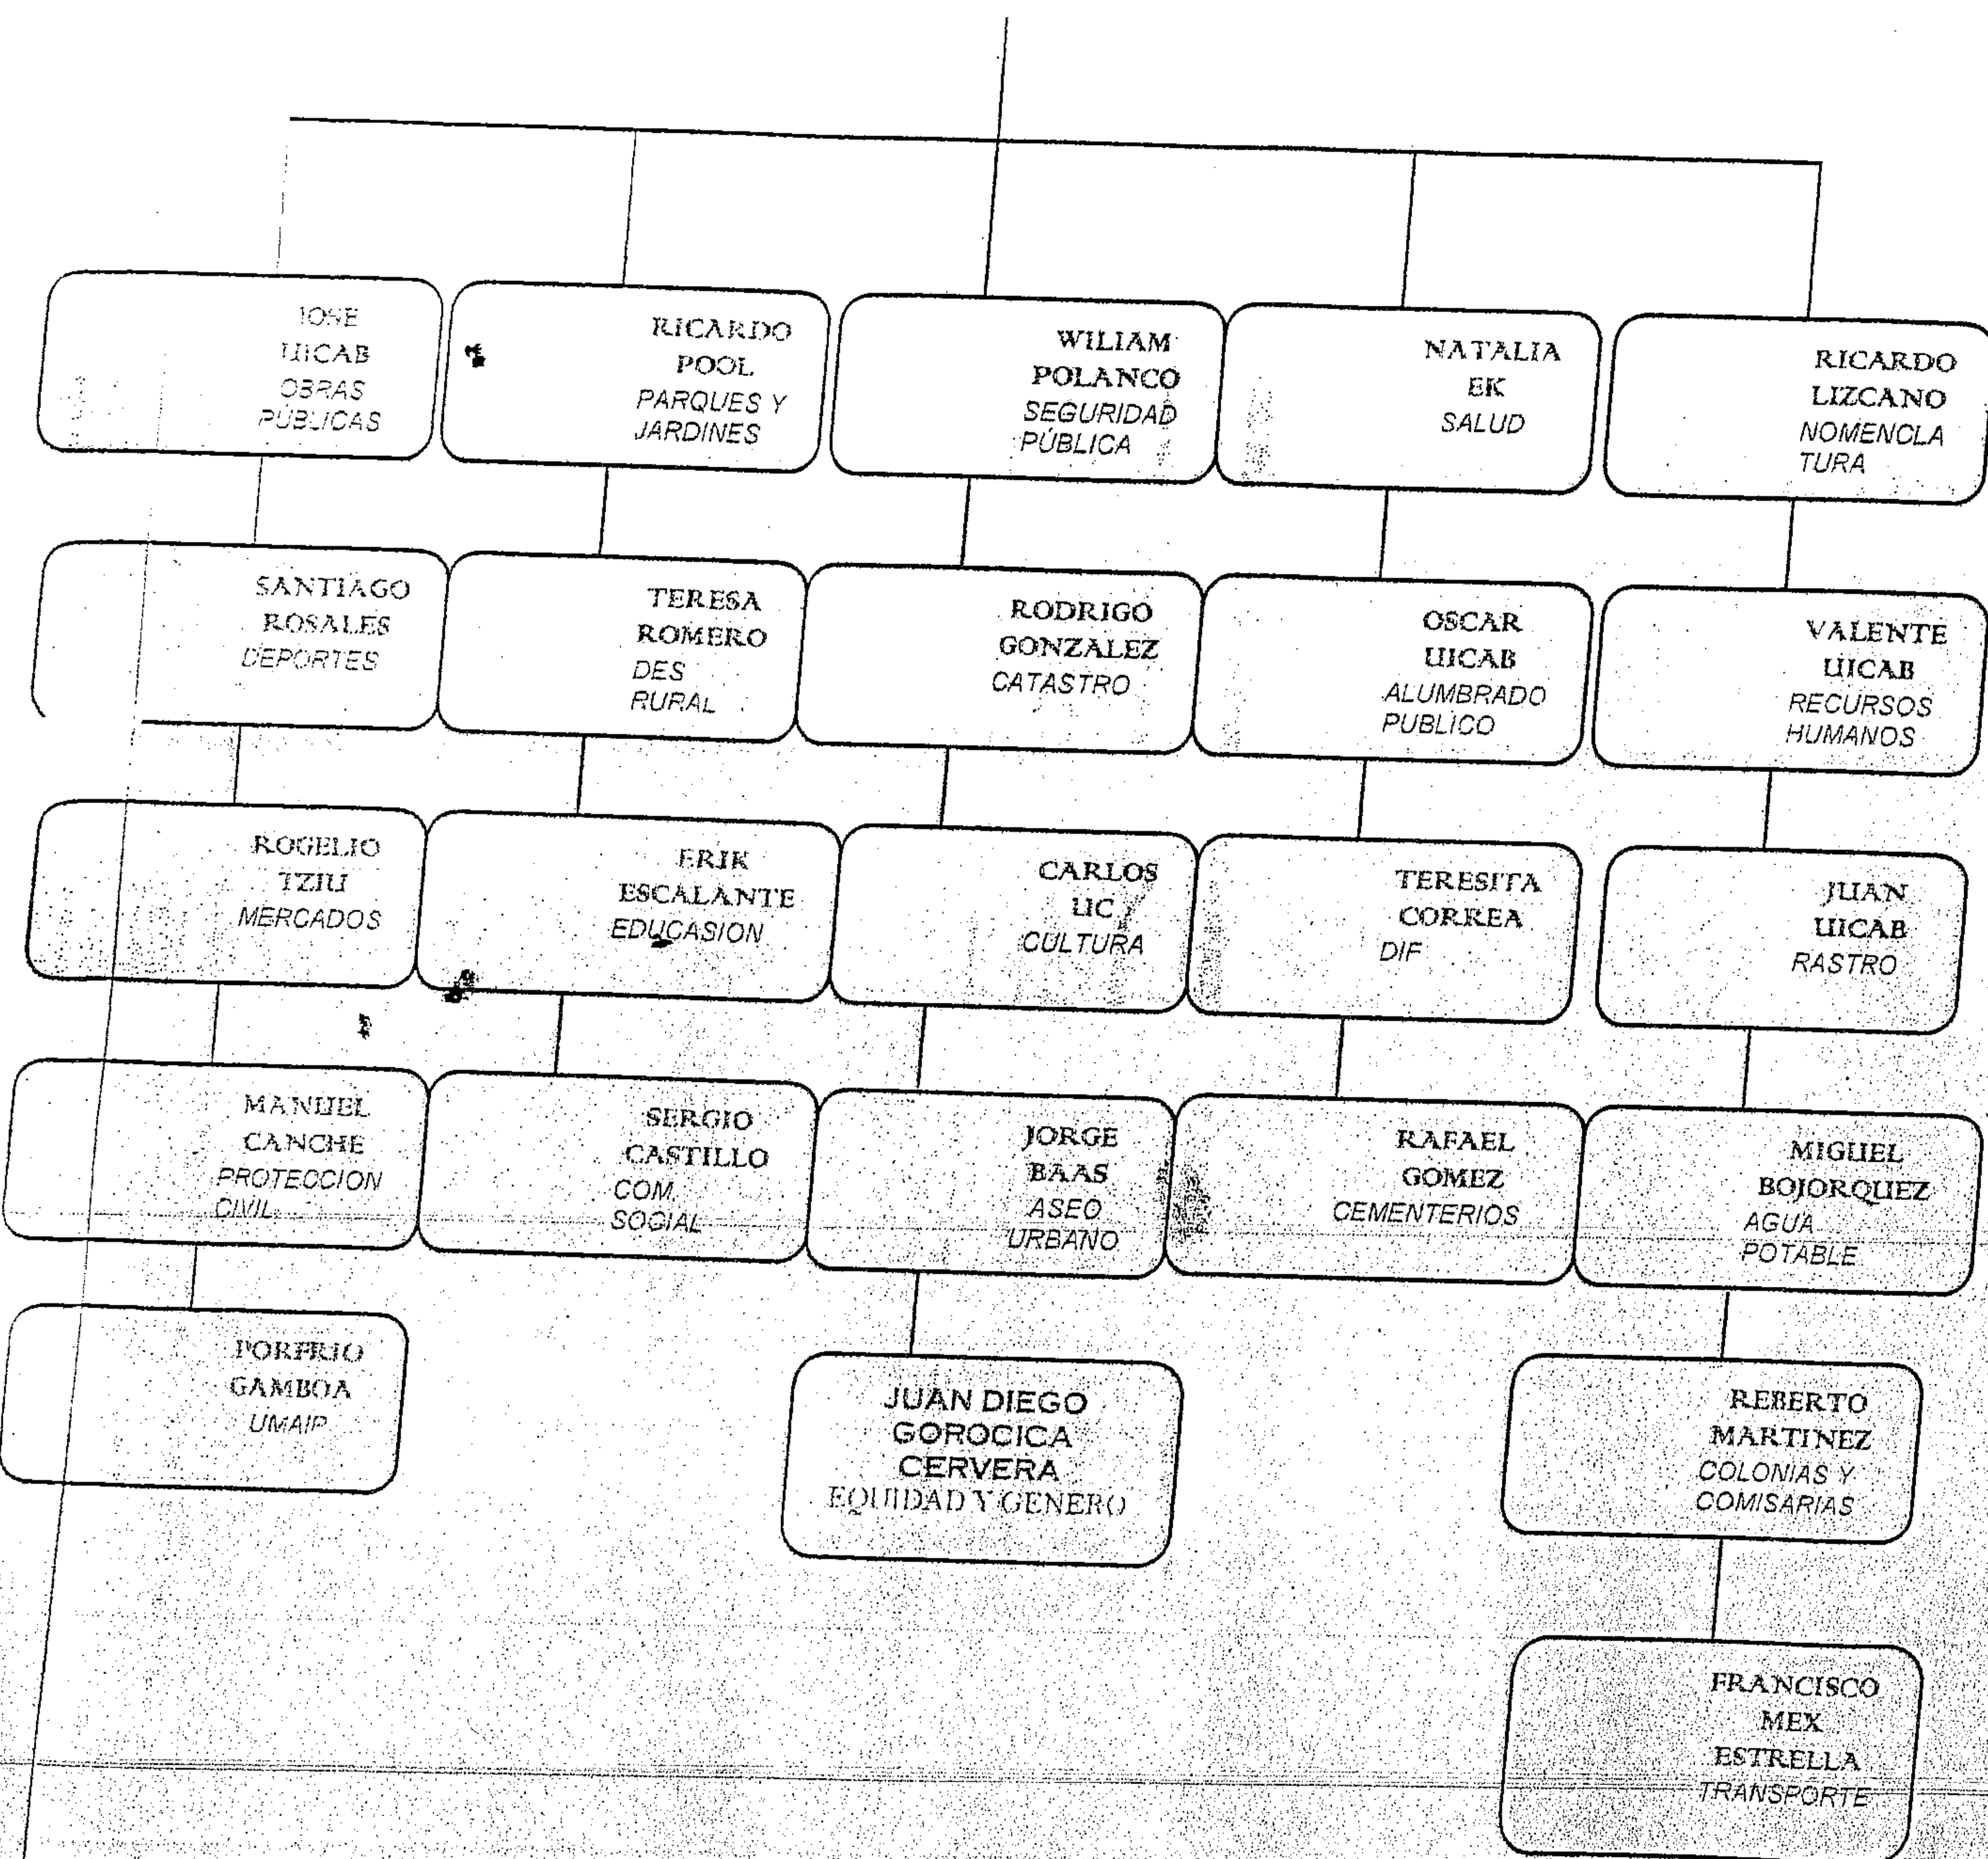 JOSE
UICAB
OBRAS
PÚBLICAS
RICARDO
POOL
PARQUES Y
JARDINES
WILIAM
POLANCO
SEGURIDAD
PÚBLICA
NATALIA
EK
SALUD
RICARDO
LIZCANO
NOMENCLA
TURA
SANTIAGO
ROSALES
DEPORTES
TERESA
ROMERO
DES
RURAL
RODRIGO
GONZALEZ
CATASTRO
OSCAR
UICAB
ALUMBRADO
PUBLICO
VALENTE
UICAB
RECURSOS
HUMANOS
ROGELIO
TZIU
MERCADOS
ERIK
ESCALANTE
EDUCASION
CARLOS
UC
CULTURA
TERESITA
CORREA
DIF
JUAN
UICAB
RASTRO
MANUEL
CANCHE
PROTECCION
CIVIL
SERGIO
CASTILLO
COM.
SOCIAL
JORGE
BAAS
ASEO
URBANO
RAFAEL
GOMEZ
CEMENTERIOS
MIGUEL
BOJORQUEZ
AGUA
POTABLE
PORFRIO
GAMBOA
UMAIP
JUAN DIEGO
GOROCICA
CERVERA
EQUIDAD Y GENERO
REBERTO
MARTINEZ
COLONIAS Y
COMISARIAS
FRANCISCO
MEX
ESTRELLA
TRANSPORTE